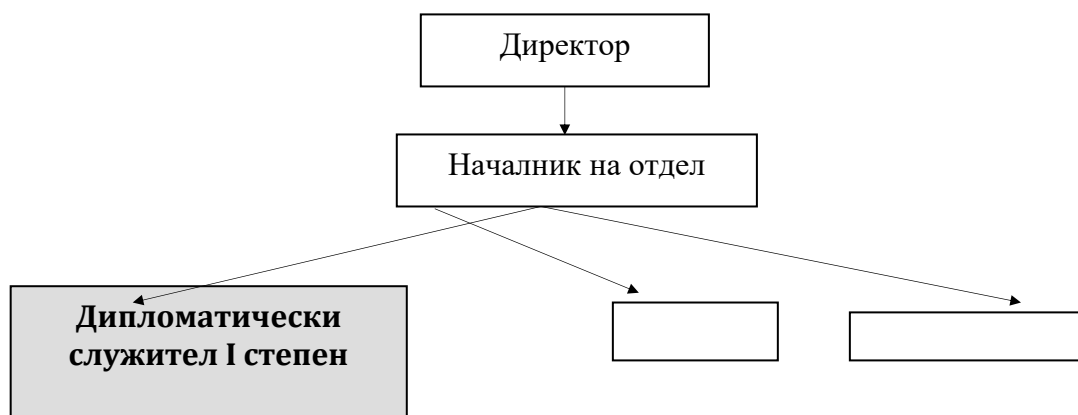 Директор
Началник на отдел
Дипломатически
служител I степен